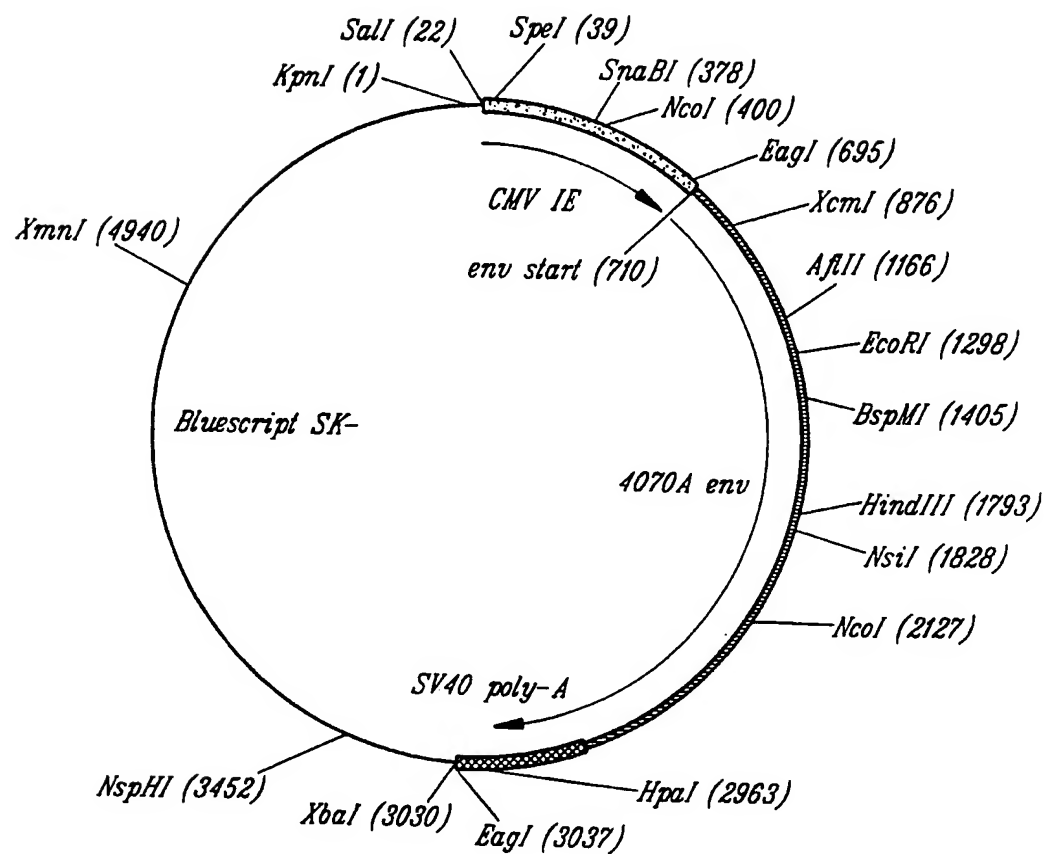 SalI (22)
SpeI (39)
KpnI (1)
SnaBI (378)
NcoI (400)
EagI (695)
CMV IE
XcmI (876)
XmnI (4940)
env start (710)
AflII (1166)
EcoRI (1298)
BspMI (1405)
Bluescript SK-
4070A env
HindIII (1793)
NsiI (1828)
NcoI (2127)
SV40 poly-A
NspHI (3452)
HpaI (2963)
XbaI (3030)
EagI (3037)